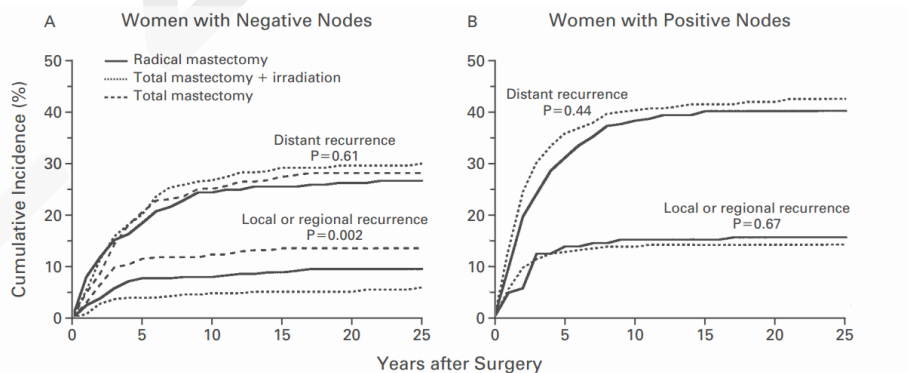 A Women with Negative Nodes
Cumulative Incidence (%)
50
40
30
20
10
0
Radical mastectomy
Total mastectomy + irradiation
Total mastectomy
Distant recurrence
P=0.61
Local or regional recurrence
P=0.002
0 5 10 15 20 25
B Women with Positive Nodes
50
40
30
20
10
0
Distant recurrence
P=0.44
Local or regional recurrence
P=0.67
0 5 10 15 20 25
Years after Surgery